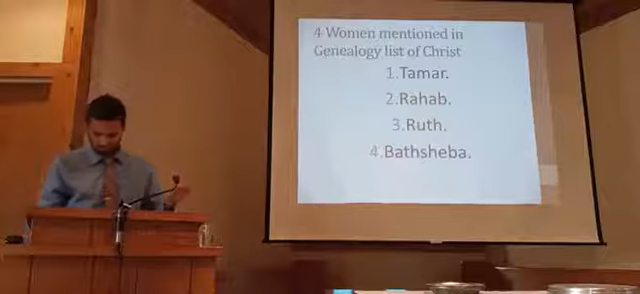 4 Women mentioned in
Genealogy list of Christ
1.Tamar.
2.Rahab.
3.Ruth.
4.Bathsheba.